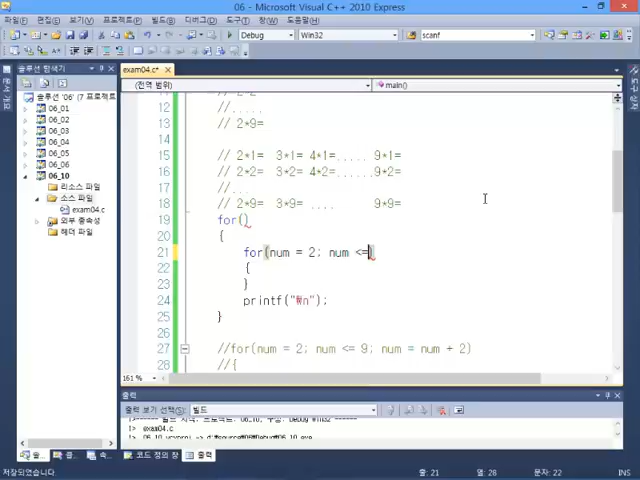 06 - Microsoft Visual C++ 2010 Express
파일(F) 편집(E) 보기(V) 프로젝트(P) 빌드(B) 디버그(D) 도구(T) 창(W) 도움말(H)
Debug Win32 scanf
솔루션 탐색기
솔루션 '06' (7 프로젝트
06_01
06_02
06_03
06_04
06_05
06_06
06_10
리소스 파일
소스 파일
exam04.c
외부 종속성
헤더 파일
exam04.c*
(전역 범위) main()
12 //.....
13 // 2*9=
14
15 // 2*1= 3*1= 4*1=..... 9*1=
16 // 2*2= 3*2= 4*2=......9*2=
17 //...
18 // 2*9= 3*9= .... 9*9=
19 for()
20 {
21 for(num = 2; num <=)
22 {
23 }
24 printf("₩n");
25 }
26
27 //for(num = 2; num <= 9; num = num + 2)
28 //{
161 %
출력
출력 보기 선택(S): 빌드
1> exam04.c
코드 정의 창 출력
저장되었습니다.
줄: 21 열: 28 문자: 22 INS